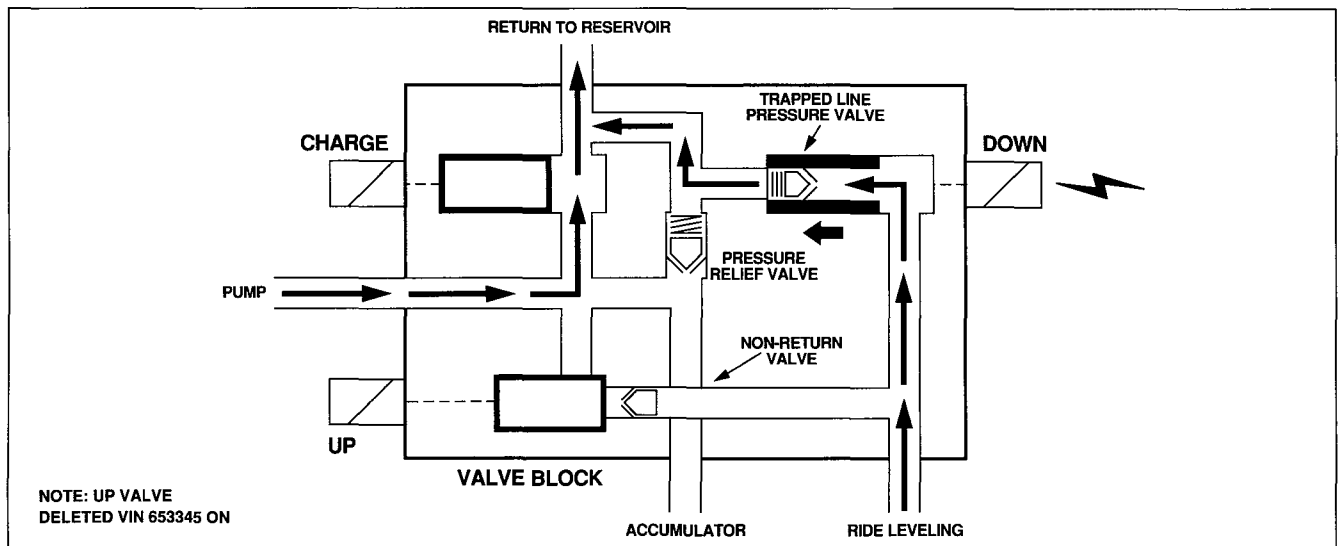 RETURN TO RESERVOIR
TRAPPED LINE
PRESSURE VALVE
CHARGE
DOWN
PRESSURE
RELIEF VALVE
PUMP
NON-RETURN
VALVE
UP
VALVE BLOCK
NOTE: UP VALVE
DELETED VIN 653345 ON
ACCUMULATOR
RIDE LEVELING